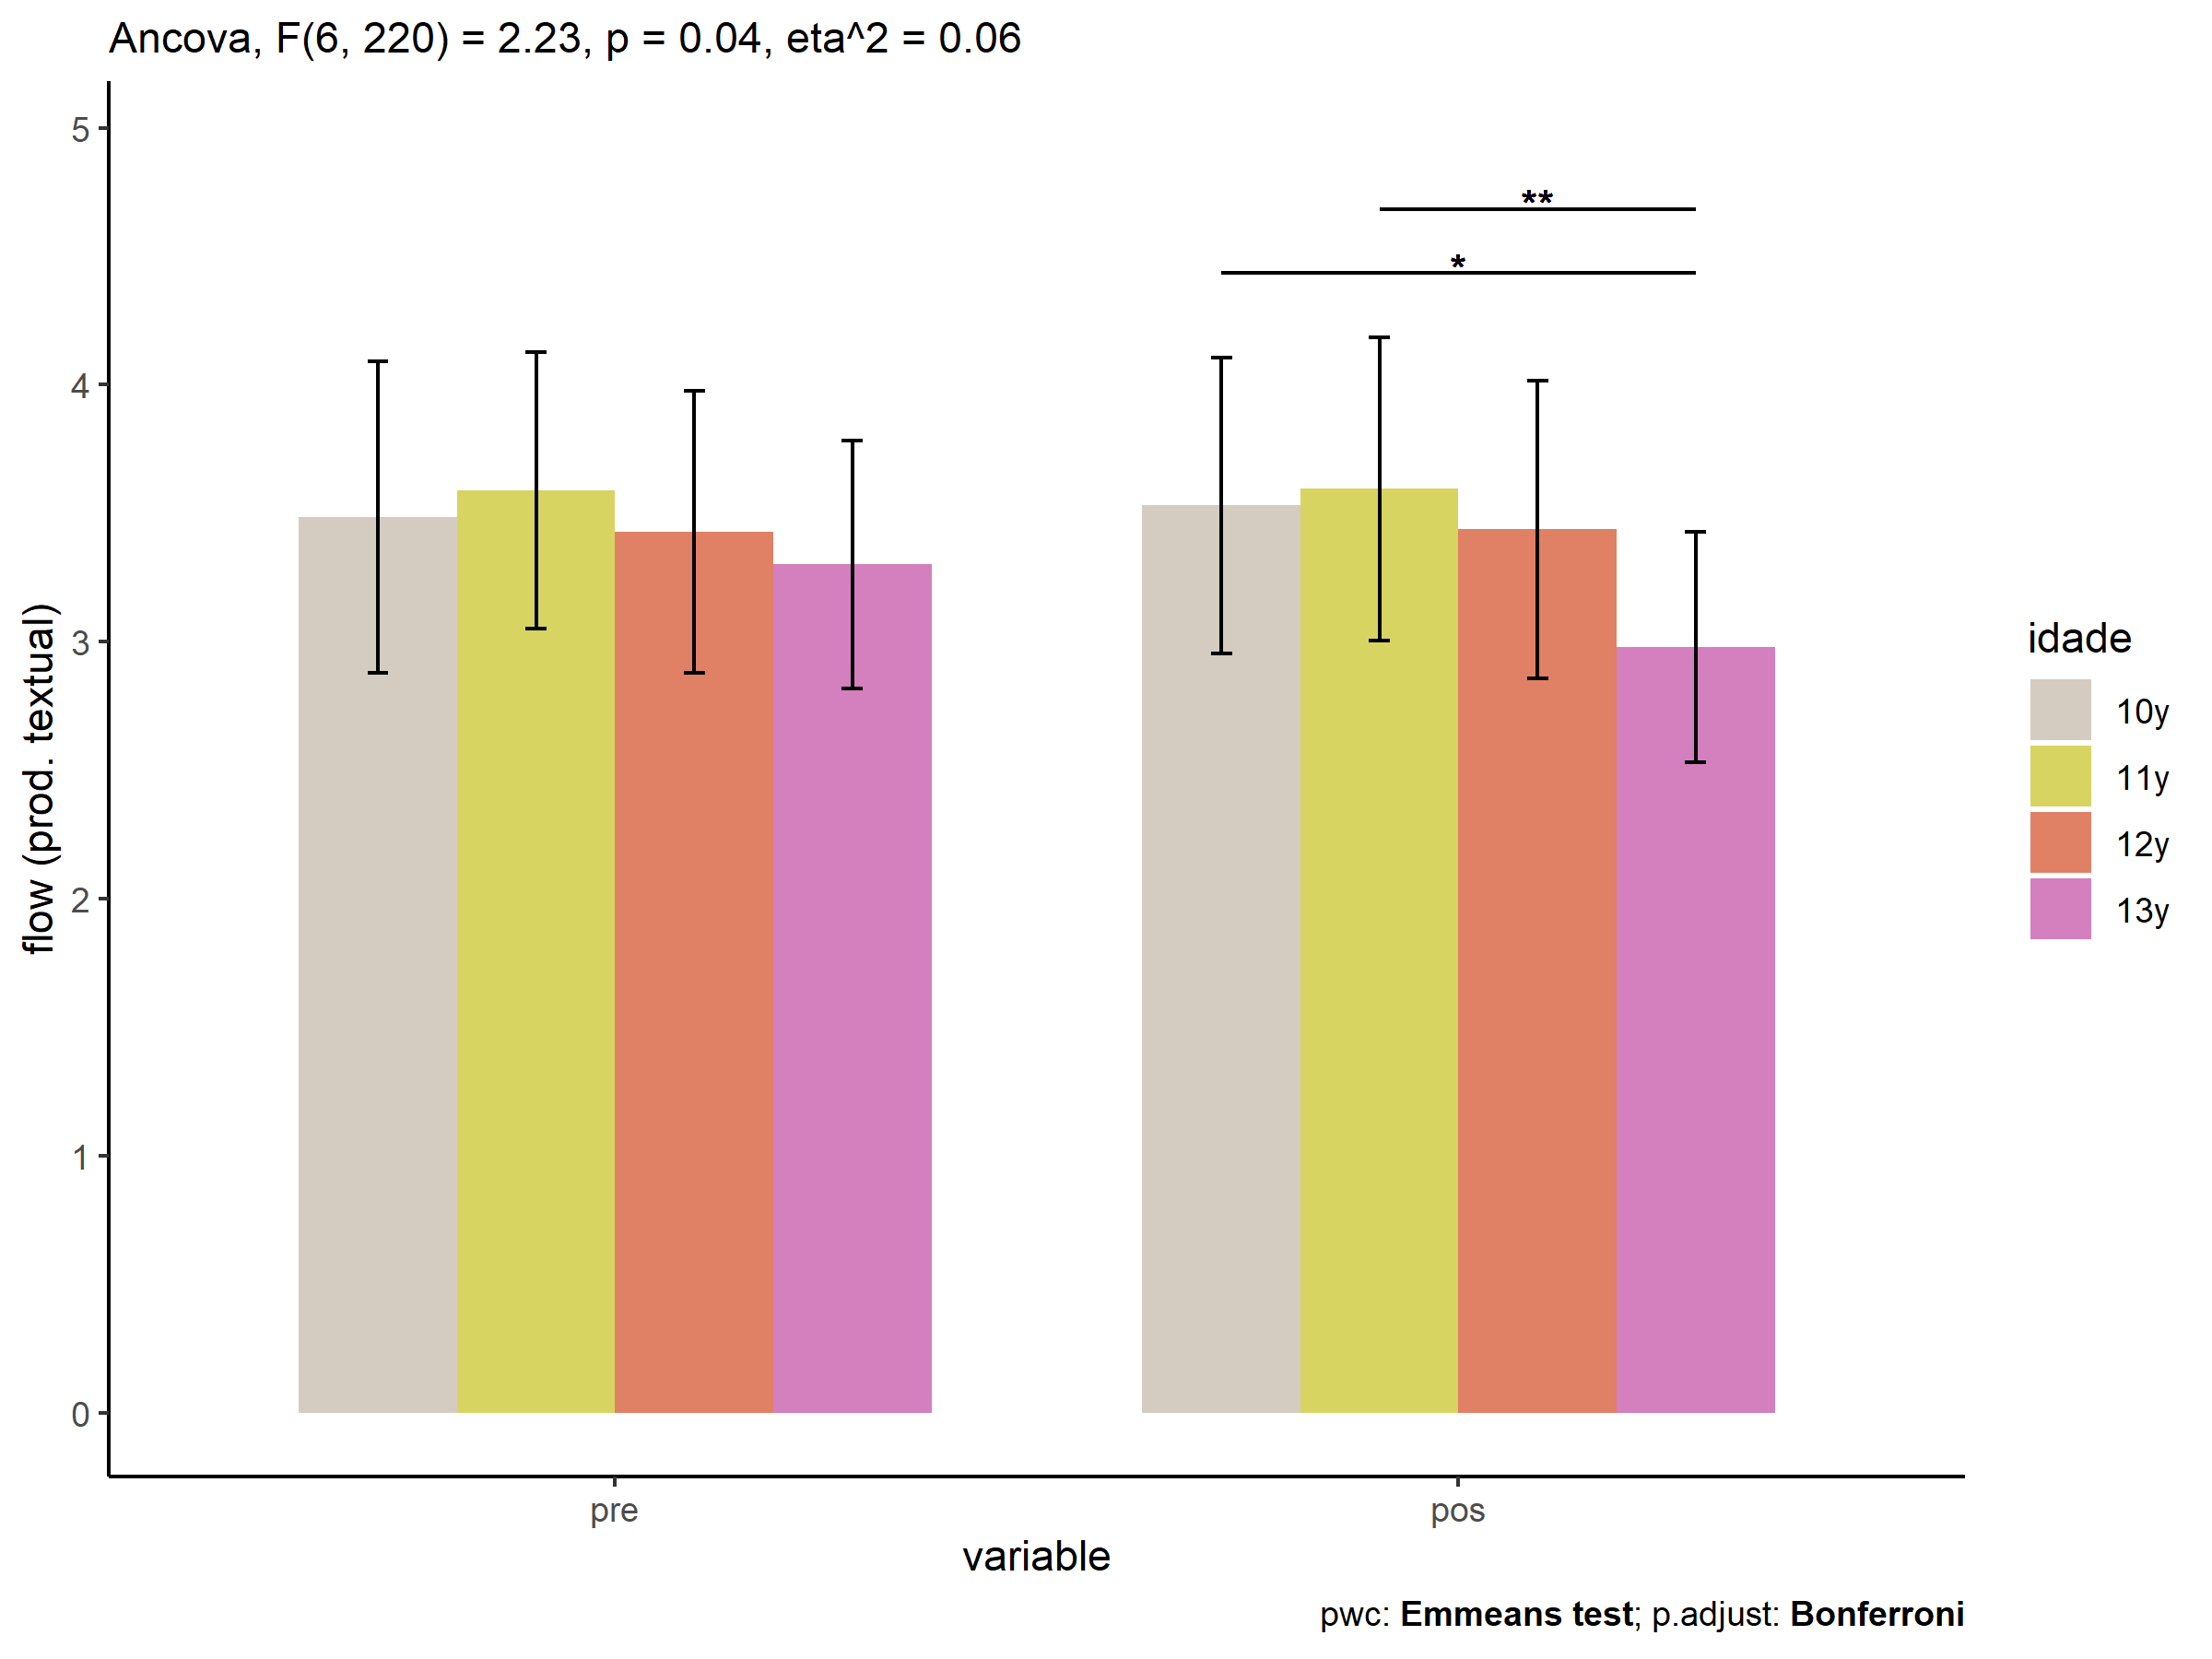 Ancova, F(6, 220) = 2.23, p = 0.04, eta^2 = 0.06
5
4
3
2
1
0
flow (prod. textual)
**
*
pre
pos
variable
idade
10y
11y
12y
13y
pwc: Emmeans test; p.adjust: Bonferroni